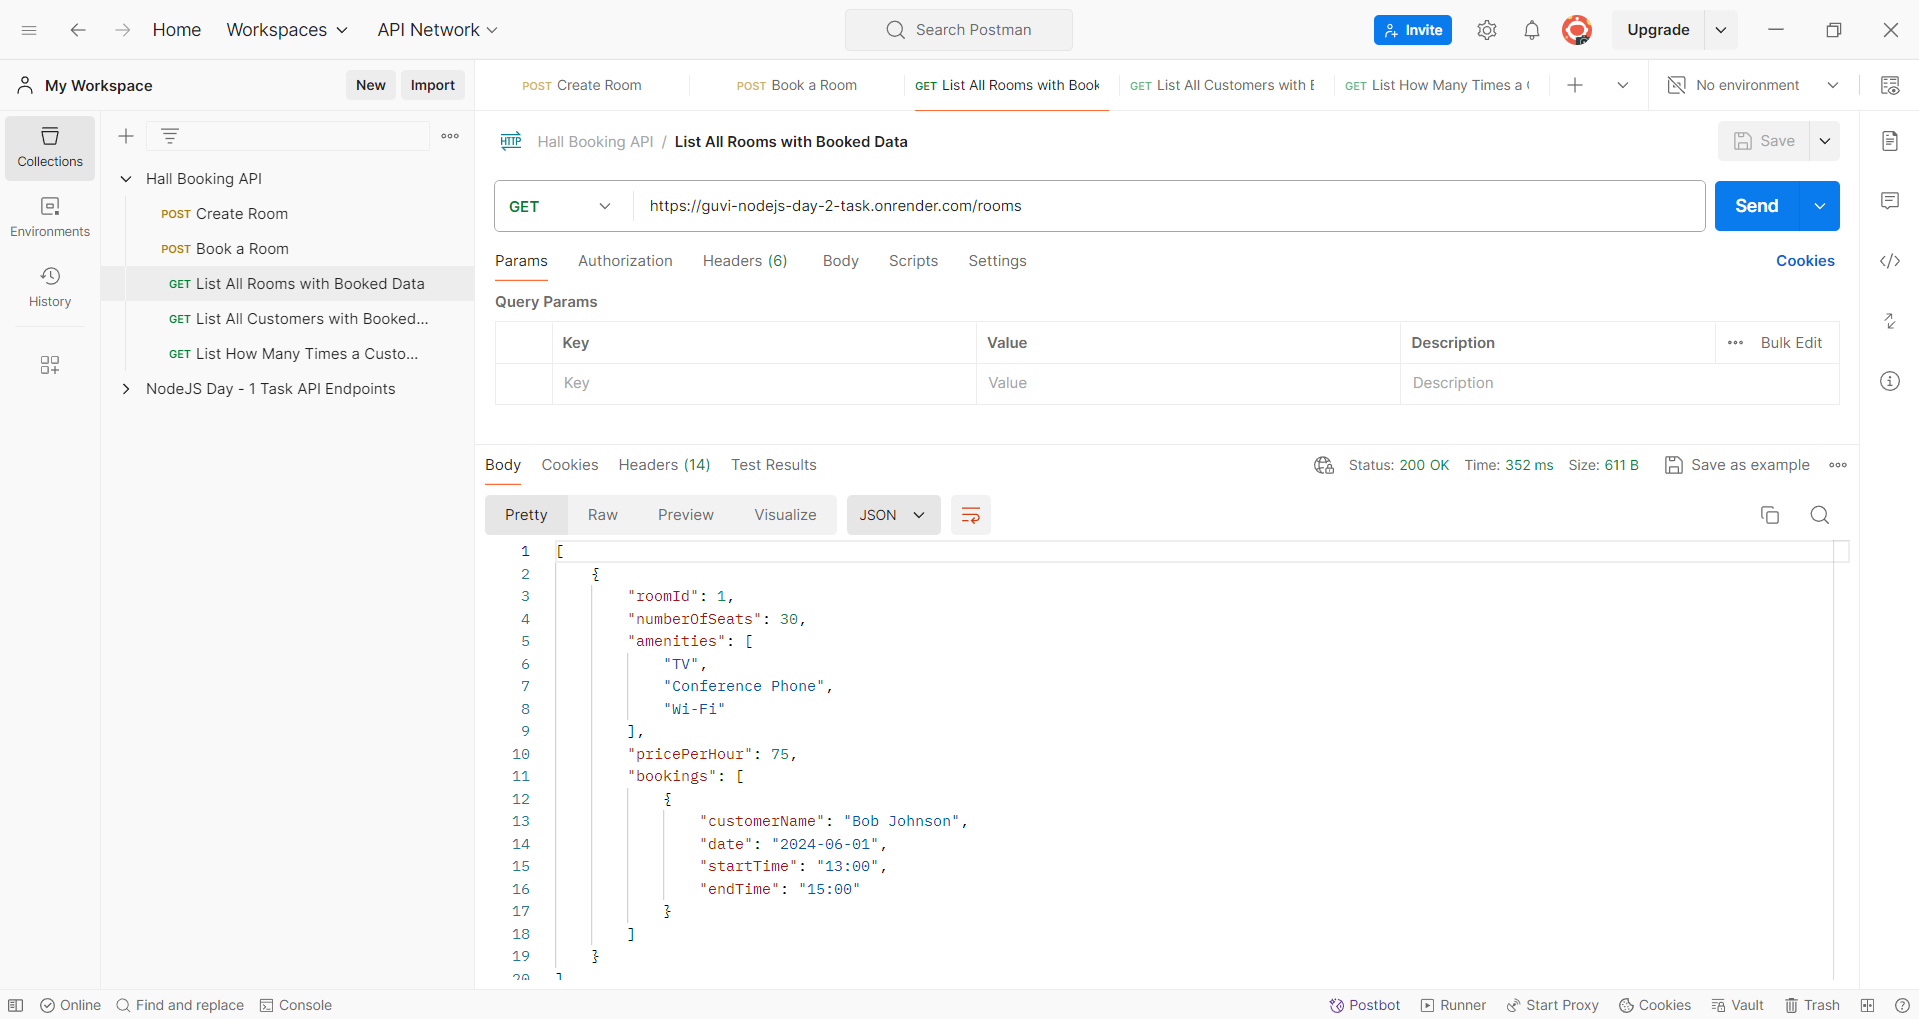 Home Workspaces API Network Search Postman Invite Upgrade
My Workspace New Import
POST Create Room POST Book a Room GET List All Rooms with Book GET List All Customers with GET List How Many Times a No environment
Collections
Environments
History
Hall Booking API
POST Create Room
POST Book a Room
GET List All Rooms with Booked Data
GET List All Customers with Booked...
GET List How Many Times a Custo...
NodeJS Day - 1 Task API Endpoints
HTTP Hall Booking API / List All Rooms with Booked Data Save
GET https://guvi-nodejs-day-2-task.onrender.com/rooms Send
Params Authorization Headers (6) Body Scripts Settings Cookies
Query Params
Key Value Description Bulk Edit
Key Value Description
Body Cookies Headers (14) Test Results Status: 200 OK Time: 352 ms Size: 611 B Save as example
Pretty Raw Preview Visualize JSON
1 [
2 {
3 "roomId": 1,
4 "numberOfSeats": 30,
5 "amenities": [
6 "TV",
7 "Conference Phone",
8 "Wi-Fi"
9 ],
10 "pricePerHour": 75,
11 "bookings": [
12 {
13 "customerName": "Bob Johnson",
14 "date": "2024-06-01",
15 "startTime": "13:00",
16 "endTime": "15:00"
17 }
18 ]
19 }
20 ]
Online Find and replace Console Postbot Runner Start Proxy Cookies Vault Trash